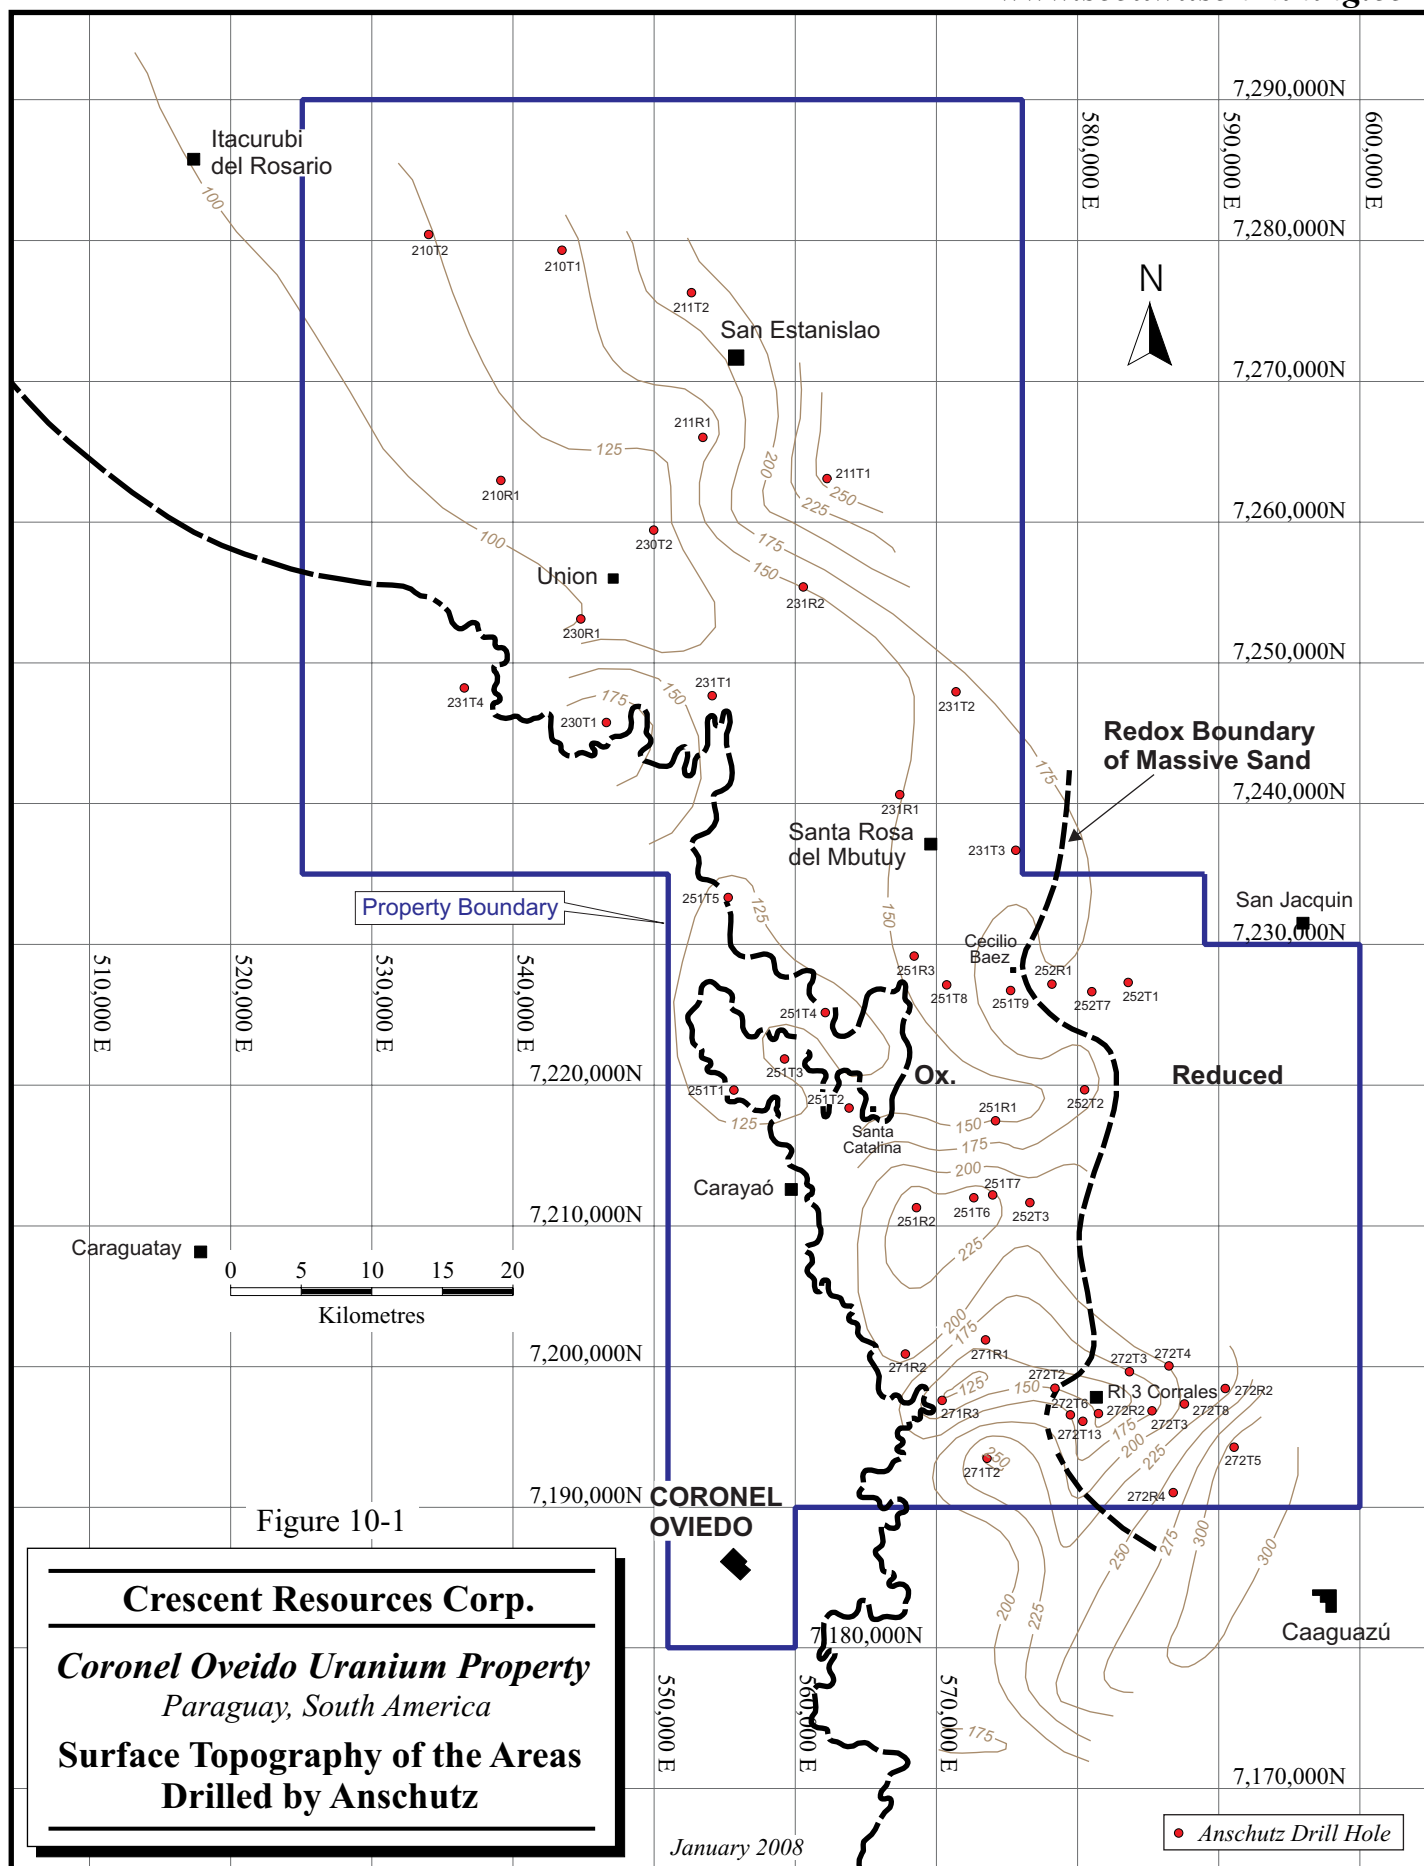 7,290,000N
580,000 E
590,000 E
600,000 E
Itacurubi
del Rosario
100
7,280,000N
210T2
210T1
N
211T2
San Estanislao
7,270,000N
211R1
125
200
211T1
250
225
210R1
7,260,000N
100
230T2
175
150
Union
231R2
230R1
7,250,000N
231T4
150
231T1
175
230T1
231T2
Redox Boundary
of Massive Sand
175
7,240,000N
231R1
Santa Rosa
del Mbutuy
231T3
Property Boundary
251T5
125
150
San Jacquin
7,230,000N
Cecilio
Baez
251R3
252R1
510,000 E
520,000 E
530,000 E
540,000 E
251T8
251T9
252T7
252T1
251T4
251T3
7,220,000N
Ox.
Reduced
251T1
251T2
252T2
125
251R1
150
Santa
Catalina
175
200
Carayaó
251T7
251T6
252T3
251R2
7,210,000N
225
Caraguatay
0 5 10 15 20
Kilometres
200
175
271R1
7,200,000N
271R2
272T3
272T4
272T2
125
150
RI 3 Corrales
272R2
271R3
272T6
272R2
272T3
272T8
272T13
175
200
225
250
271T2
272T5
272R4
7,190,000N
CORONEL
OVIEDO
Figure 10-1
250
275
300
300
200
225
Crescent Resources Corp.
Caaguazú
7,180,000N
Coronel Oveido Uranium Property
Paraguay, South America
550,000 E
560,000 E
570,000 E
175
Surface Topography of the Areas
Drilled by Anschutz
7,170,000N
Anschutz Drill Hole
January 2008